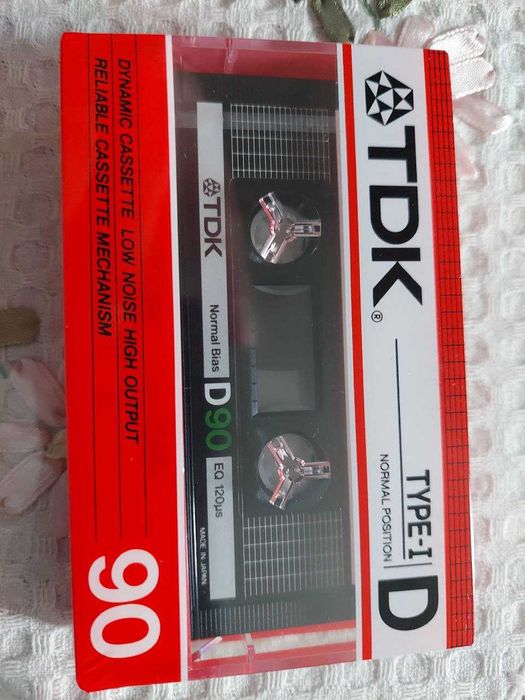 TDK®
TYPE-I
NORMAL POSITION
D
TDK
Normal Bias
D90
EQ 120µs
MADE IN JAPAN
DYNAMIC CASSETTE LOW NOISE HIGH OUTPUT
RELIABLE CASSETTE MECHANISM
90